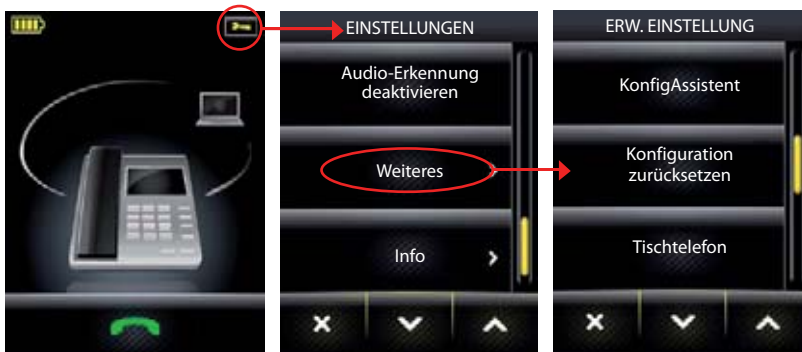 EINSTELLUNGEN
Audio-Erkennung
deaktivieren
Weiteres
Info
ERW. EINSTELLUNG
KonfigAssistent
Konfiguration
zurücksetzen
Tischtelefon